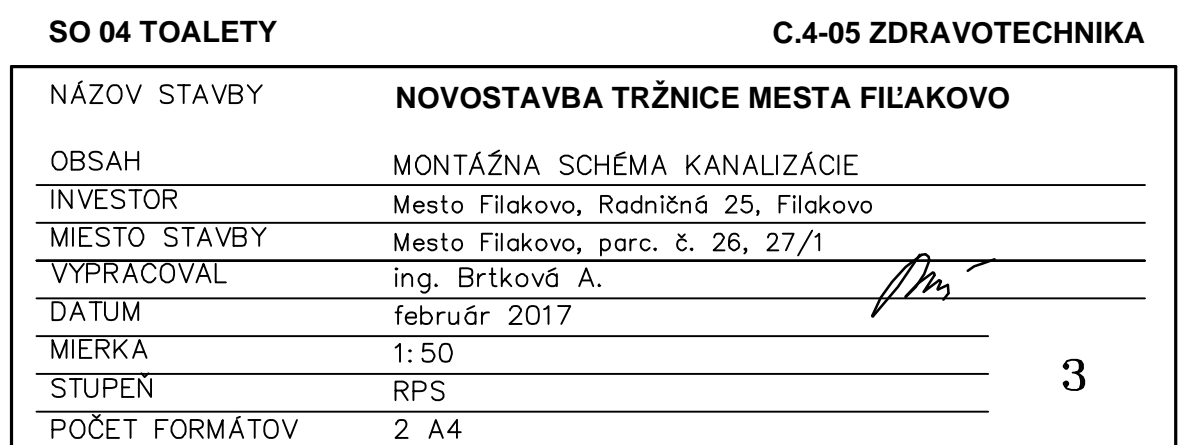 SO 04 TOALETY C.4-05 ZDRAVOTECHNIKA
NÁZOV STAVBY NOVOSTAVBA TRŽNICE MESTA FIĽAKOVO
OBSAH MONTÁŹNA SCHÉMA KANALIZÁCIE
INVESTOR Mesto Filakovo, Radničná 25, Filakovo
MIESTO STAVBY Mesto Filakovo, parc. č. 26, 27/1
VYPRACOVAL ing. Brtková A.
DATUM február 2017
MIERKA 1:50
3
STUPEŇ RPS
POČET FORMÁTOV 2 A4